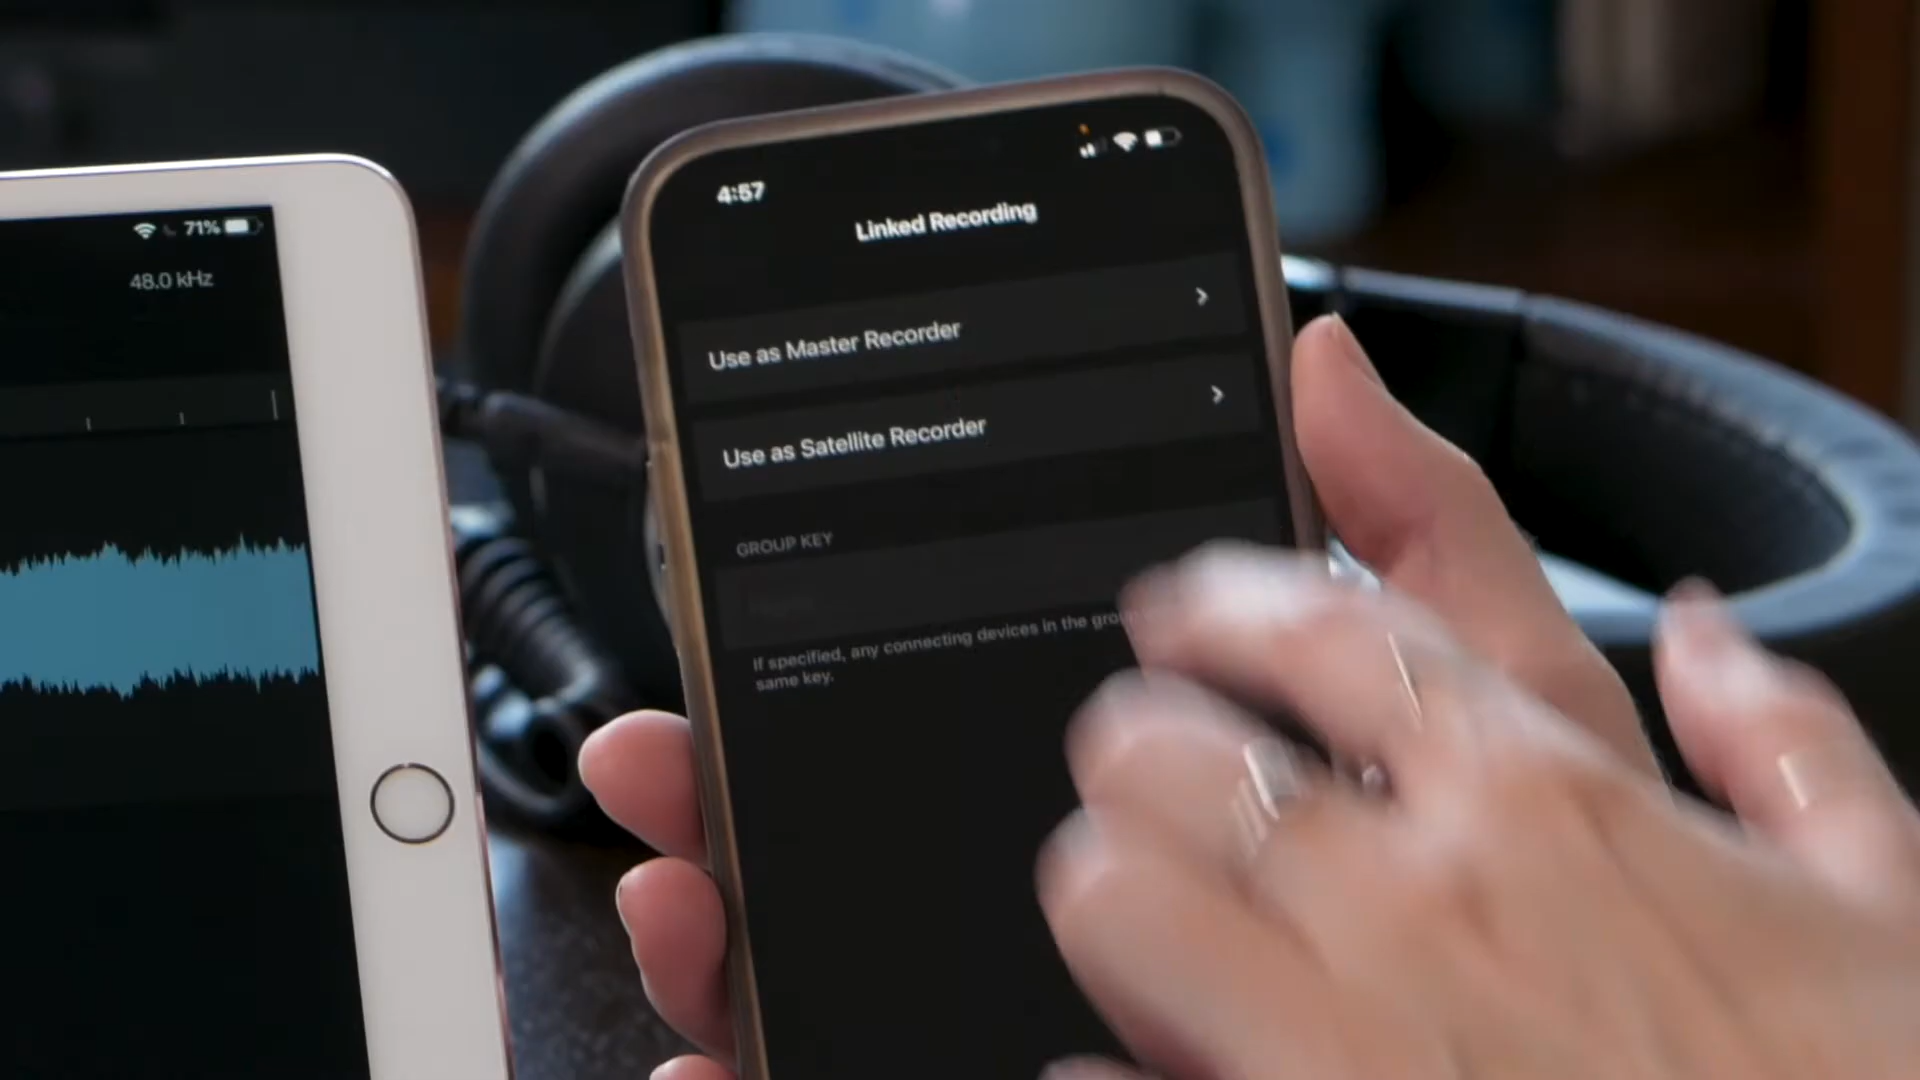 71%
48.0 kHz
4:57
Linked Recording
Use as Master Recorder
Use as Satellite Recorder
GROUP KEY
If specified, any connecting devices in the
same key.